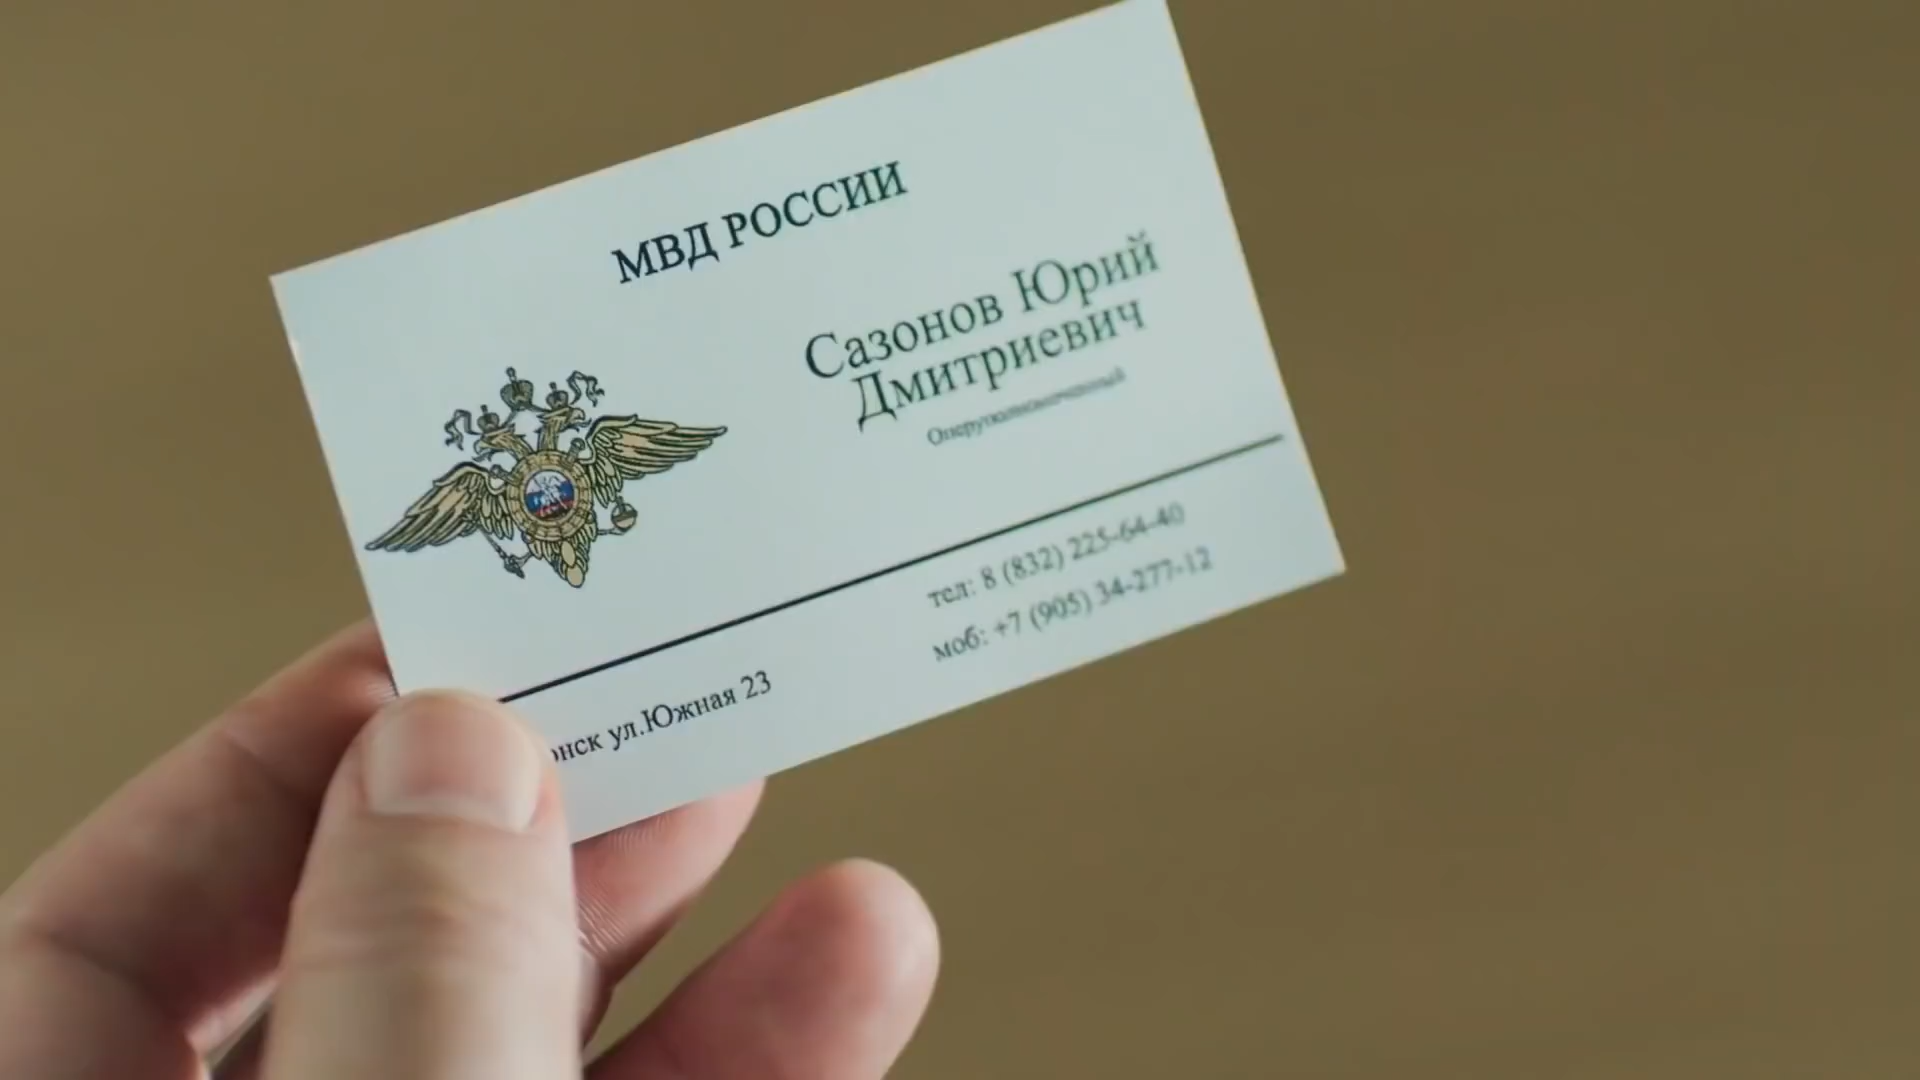 МВД РОССИИ
Сазонов Юрий
Дмитриевич
Оперуполномоченный
тел: 8 (832) 225-64-40
моб: +7 (905) 34-277-12
онск ул.Южная 23